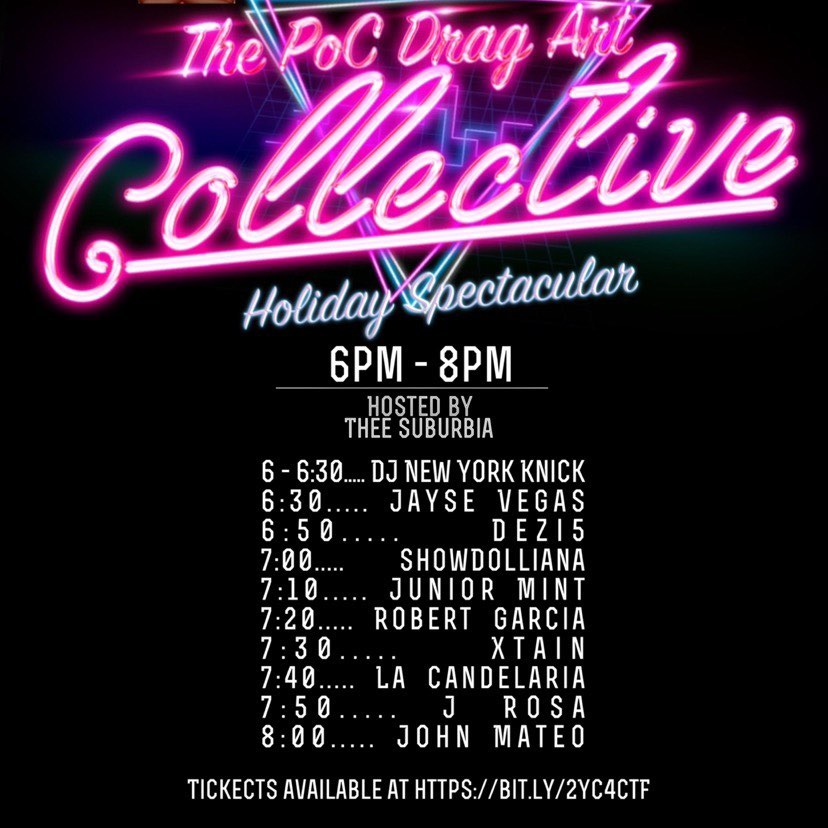 The PoC Drag Art
Collective
Holiday Spectacular
6PM - 8PM
HOSTED BY
THEE SUBURBIA
6 - 6:30..... DJ NEW YORK KNICK
6:30..... JAYSE VEGAS
6:50..... DEZI5
7:00..... SHOWDOLLIANA
7:10..... JUNIOR MINT
7:20..... ROBERT GARCIA
7:30..... XTAIN
7:40..... LA CANDELARIA
7:50..... J ROSA
8:00..... JOHN MATEO
TICKECTS AVAILABLE AT HTTPS://BIT.LY/2YC4CTF